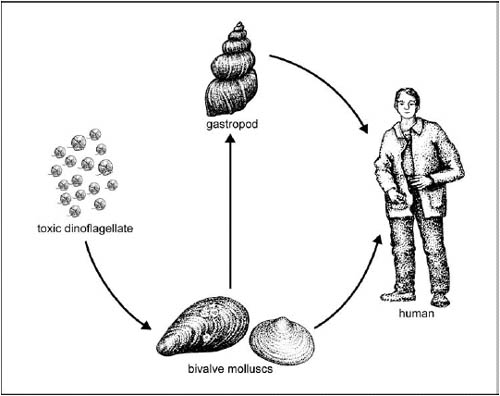 gastropod
toxic dinoflagellate
human
bivalve molluscs